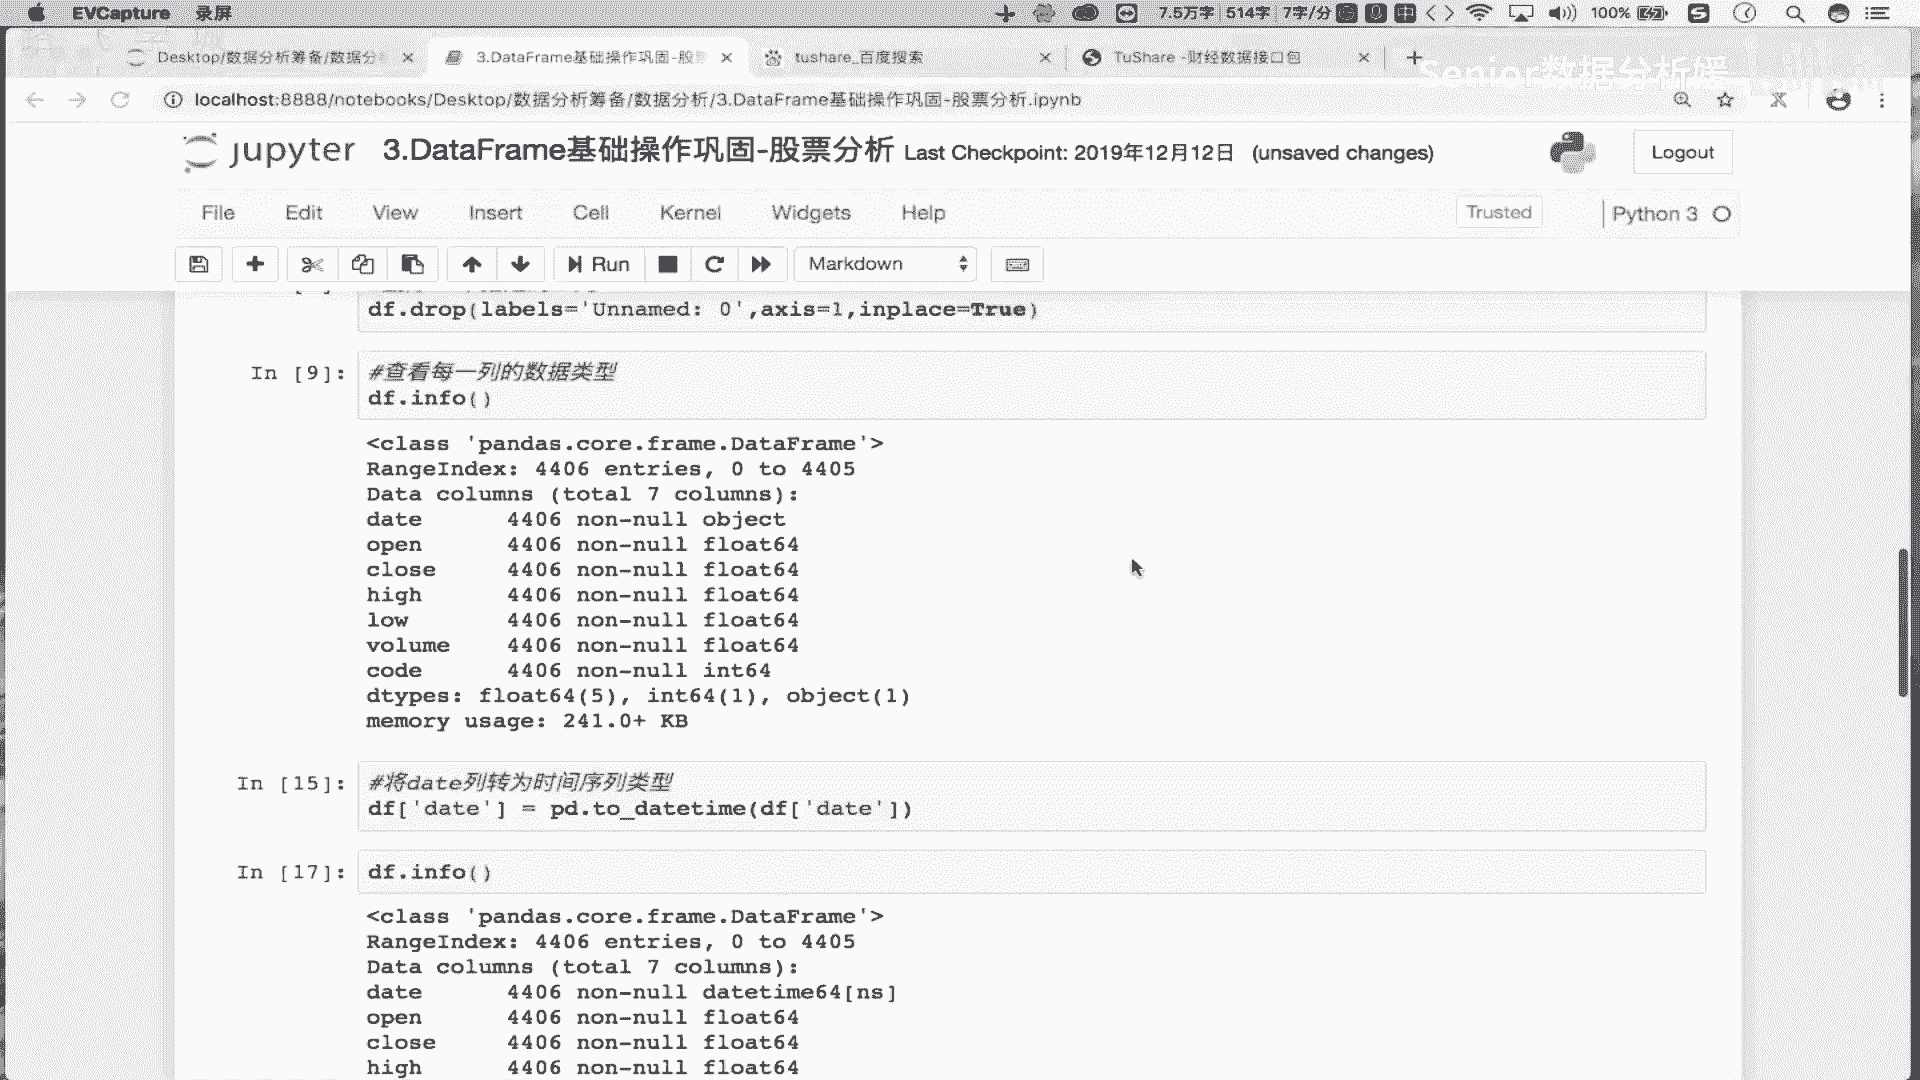 EVCapture 录屏 7.5万字 514字 7字/分 中 100%
Desktop/数据分析筹备/数据分 3.DataFrame基础操作巩固-股 tushare_百度搜索 TuShare -财经数据接口包
Senior数据分析媛
localhost:8888/notebooks/Desktop/数据分析筹备/数据分析/3.DataFrame基础操作巩固-股票分析.ipynb
jupyter 3.DataFrame基础操作巩固-股票分析 Last Checkpoint: 2019年12月12日 (unsaved changes) Logout
File Edit View Insert Cell Kernel Widgets Help Trusted Python 3
Run Markdown
df.drop(labels='Unnamed: 0',axis=1,inplace=True)
In [9]: #查看每一列的数据类型
df.info()
<class 'pandas.core.frame.DataFrame'>
RangeIndex: 4406 entries, 0 to 4405
Data columns (total 7 columns):
date 4406 non-null object
open 4406 non-null float64
close 4406 non-null float64
high 4406 non-null float64
low 4406 non-null float64
volume 4406 non-null float64
code 4406 non-null int64
dtypes: float64(5), int64(1), object(1)
memory usage: 241.0+ KB
In [15]: #将date列转为时间序列类型
df['date'] = pd.to_datetime(df['date'])
In [17]: df.info()
<class 'pandas.core.frame.DataFrame'>
RangeIndex: 4406 entries, 0 to 4405
Data columns (total 7 columns):
date 4406 non-null datetime64[ns]
open 4406 non-null float64
close 4406 non-null float64
high 4406 non-null float64